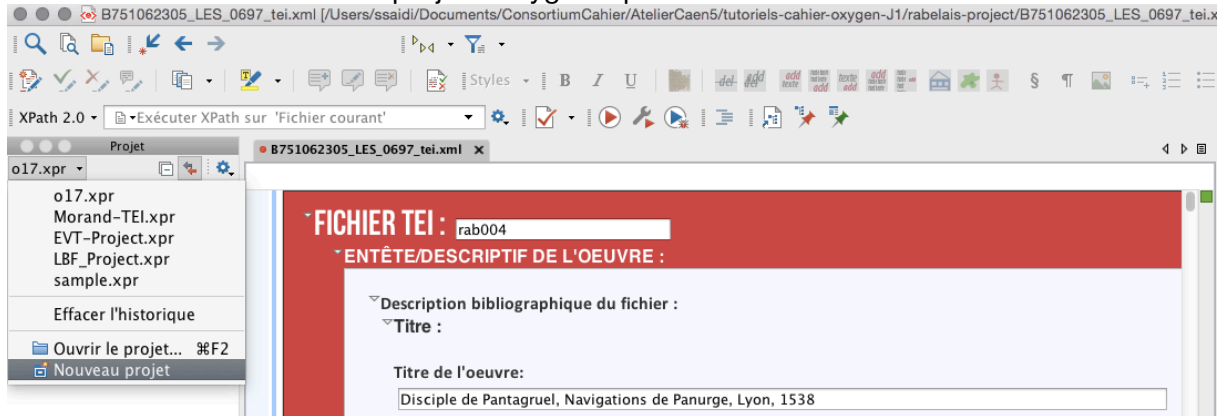 B751062305_LES_0697_tei.xml [/Users/ssaidi/Documents/ConsortiumCahier/AtelierCaen5/tutoriels-cahier-oxygen-J1/rabelais-project/B751062305_LES_0697_tei.x
Styles B I U del add § ¶
XPath 2.0 Exécuter XPath sur 'Fichier courant'
Projet
B751062305_LES_0697_tei.xml
o17.xpr
o17.xpr
Morand-TEI.xpr
EVT-Project.xpr
LBF_Project.xpr
sample.xpr
Effacer l'historique
Ouvrir le projet... ⌘F2
Nouveau projet
FICHIER TEI : rab004
ENTÊTE/DESCRIPTIF DE L'OEUVRE :
Description bibliographique du fichier :
Titre :
Titre de l'oeuvre:
Disciple de Pantagruel, Navigations de Panurge, Lyon, 1538